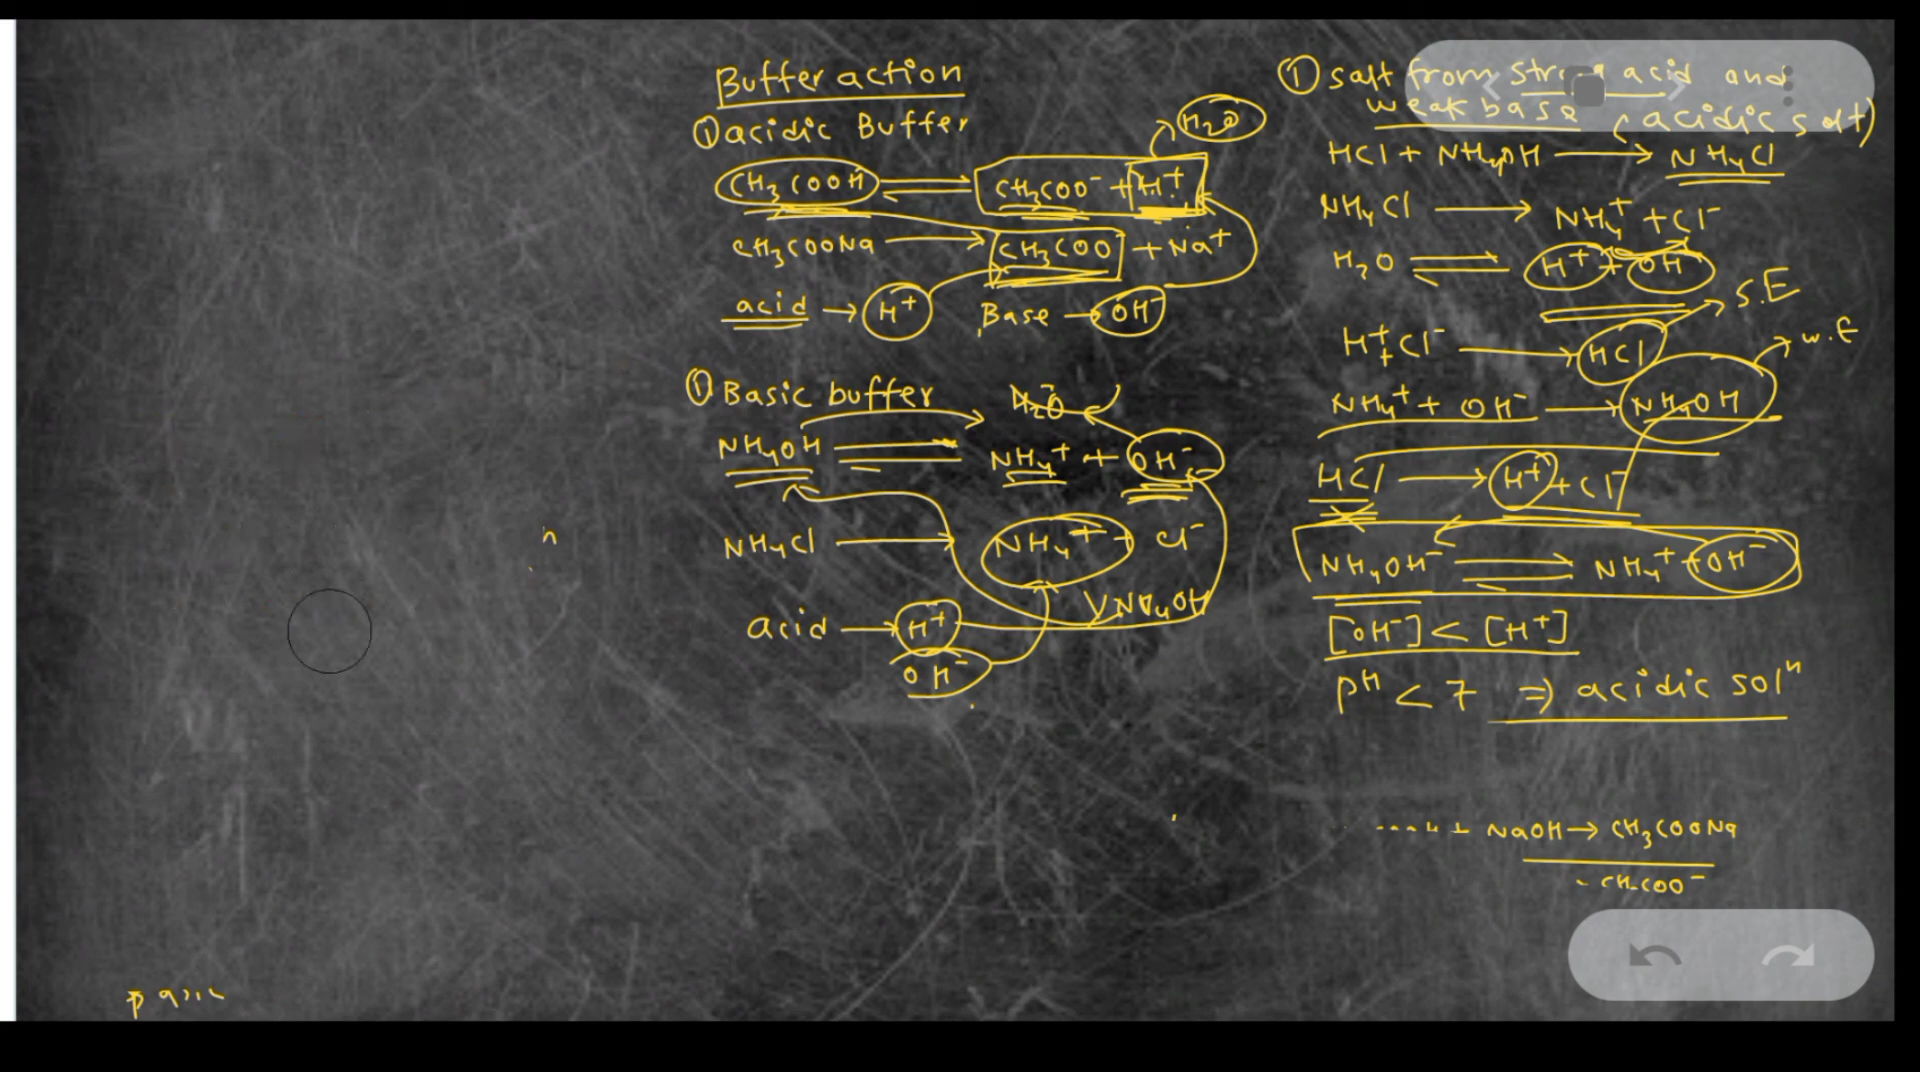 Buffer action
① acidic Buffer
H₂O
CH₃COOH ⇌ CH₃COO⁻ + H⁺
CH₃COONa → CH₃COO⁻ + Na⁺
acid → H⁺ Base → OH⁻
① Basic buffer H₂O
NH₄OH ⇌ NH₄⁺ + OH⁻
NH₄Cl → NH₄⁺ + Cl⁻
NH₄OH
acid → H⁺
OH⁻
n
① salt from strong acid and
weak base (acidic salt)
HCl + NH₄OH → NH₄Cl
NH₄Cl → NH₄⁺ + Cl⁻
H₂O ⇌ H⁺ + OH
S.E
H⁺ + Cl⁻ → HCl
w.E
NH₄⁺ + OH⁻ → NH₄OH
HCl → H⁺ + Cl⁻
NH₄OH⁻ ⇌ NH₄⁺ + OH⁻
[OH⁻] < [H⁺]
pH < 7 ⇒ acidic solⁿ
+ NaOH → CH₃COONa
CH₃COO⁻